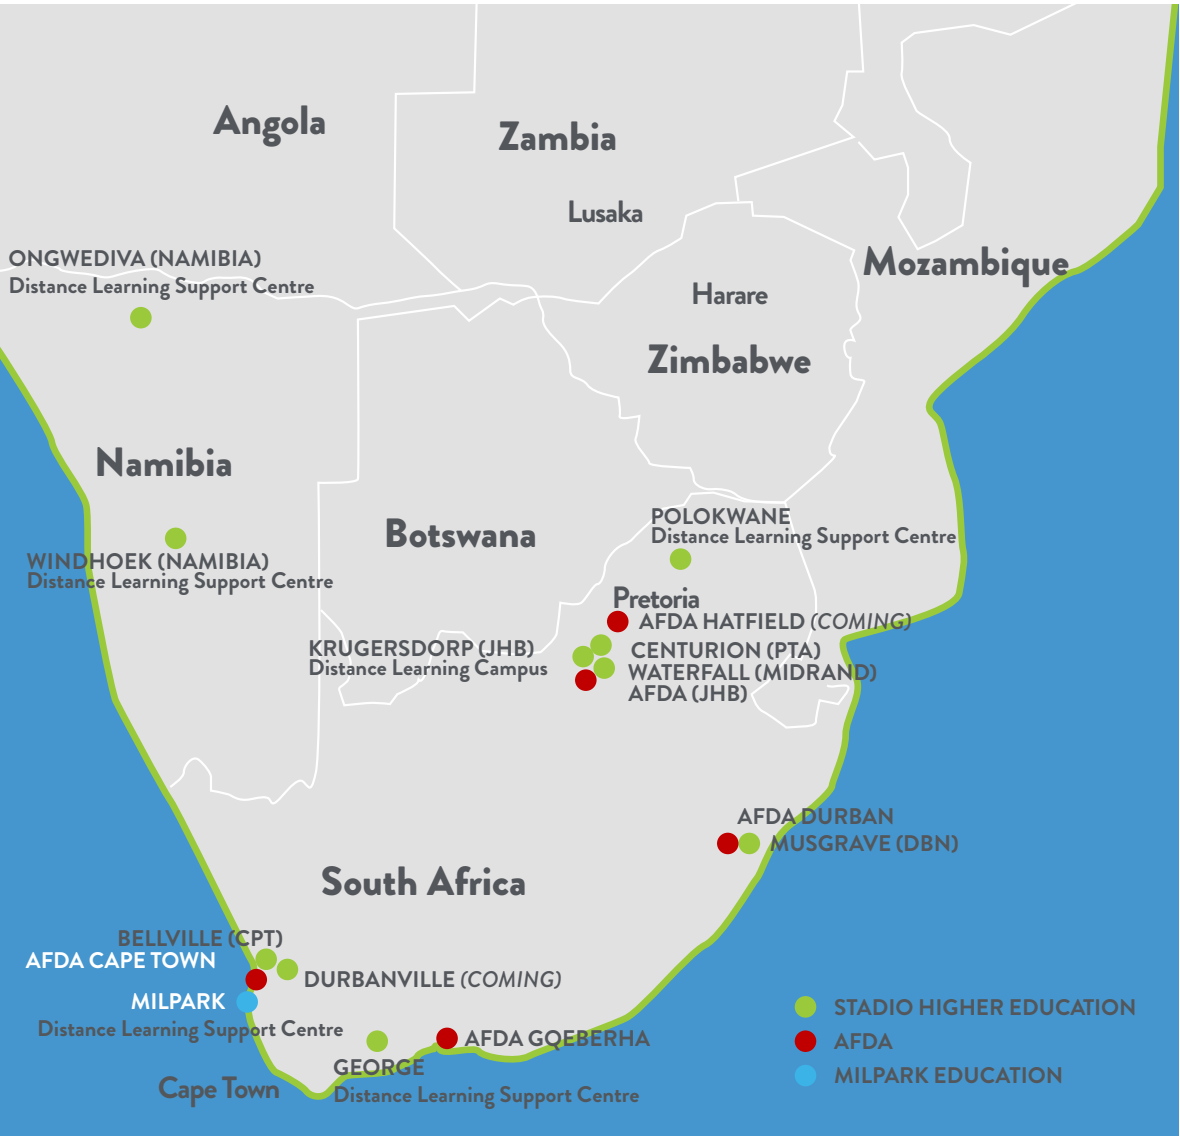 Angola
Zambia
Lusaka
ONGWEDIVA (NAMIBIA)
Distance Learning Support Centre
Mozambique
Harare
Zimbabwe
Namibia
Botswana
POLOKWANE
Distance Learning Support Centre
WINDHOEK (NAMIBIA)
Distance Learning Support Centre
Pretoria
AFDA HATFIELD (COMING)
KRUGERSDORP (JHB)
Distance Learning Campus
CENTURION (PTA)
WATERFALL (MIDRAND)
AFDA (JHB)
AFDA DURBAN
MUSGRAVE (DBN)
South Africa
BELLVILLE (CPT)
AFDA CAPE TOWN
DURBANVILLE (COMING)
MILPARK
Distance Learning Support Centre
AFDA GQEBERHA
GEORGE
Distance Learning Support Centre
Cape Town
STADIO HIGHER EDUCATION
AFDA
MILPARK EDUCATION